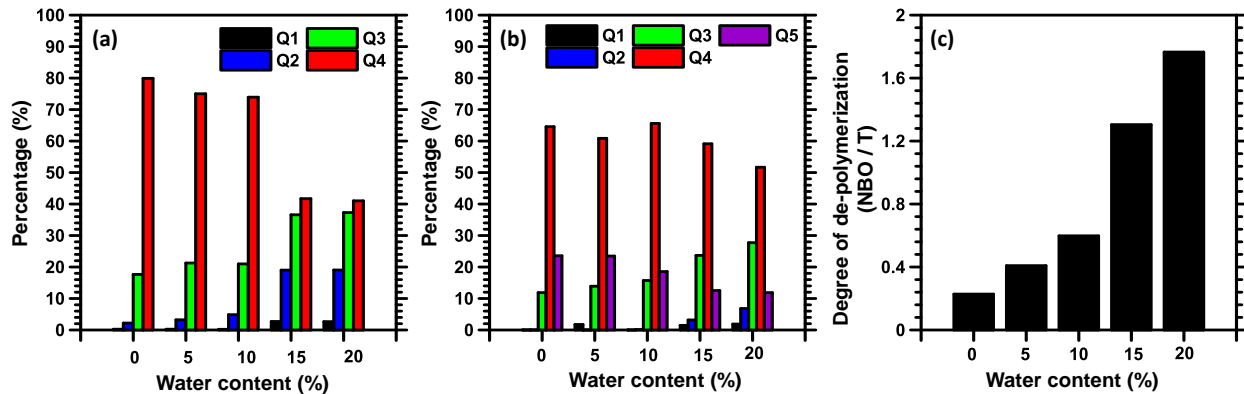 (a)
Q1
Q3
Q2
Q4
Percentage (%)
100
90
80
70
60
50
40
30
20
10
0
0 5 10 15 20
Water content (%)
(b)
Q1
Q3
Q5
Q2
Q4
Percentage (%)
100
90
80
70
60
50
40
30
20
10
0
0 5 10 15 20
Water content (%)
(c)
Degree of de-polymerization
(NBO / T)
2
1.6
1.2
0.8
0.4
0
0 5 10 15 20
Water content (%)